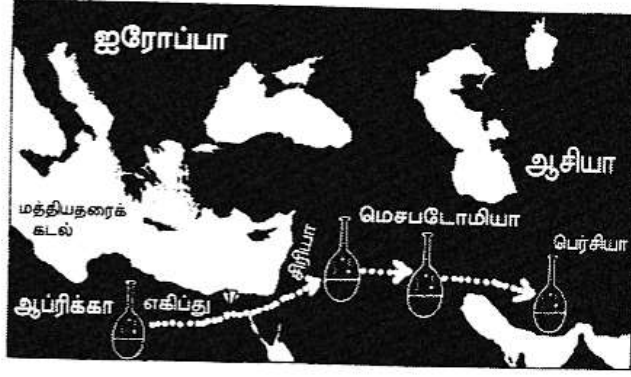 ஐரோப்பா
ஆசியா
மத்தியதரைக்
கடல்
சிரியா
மெசபடோமியா
பெர்சியா
ஆப்ரிக்கா
எகிப்து